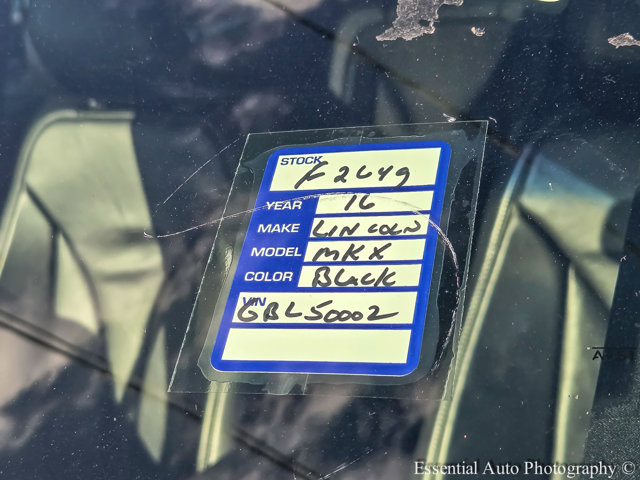 STOCK F2649
YEAR 16
MAKE LINCOLN
MODEL MKX
COLOR BLACK
VIN GBL50002
Essential Auto Photography ©